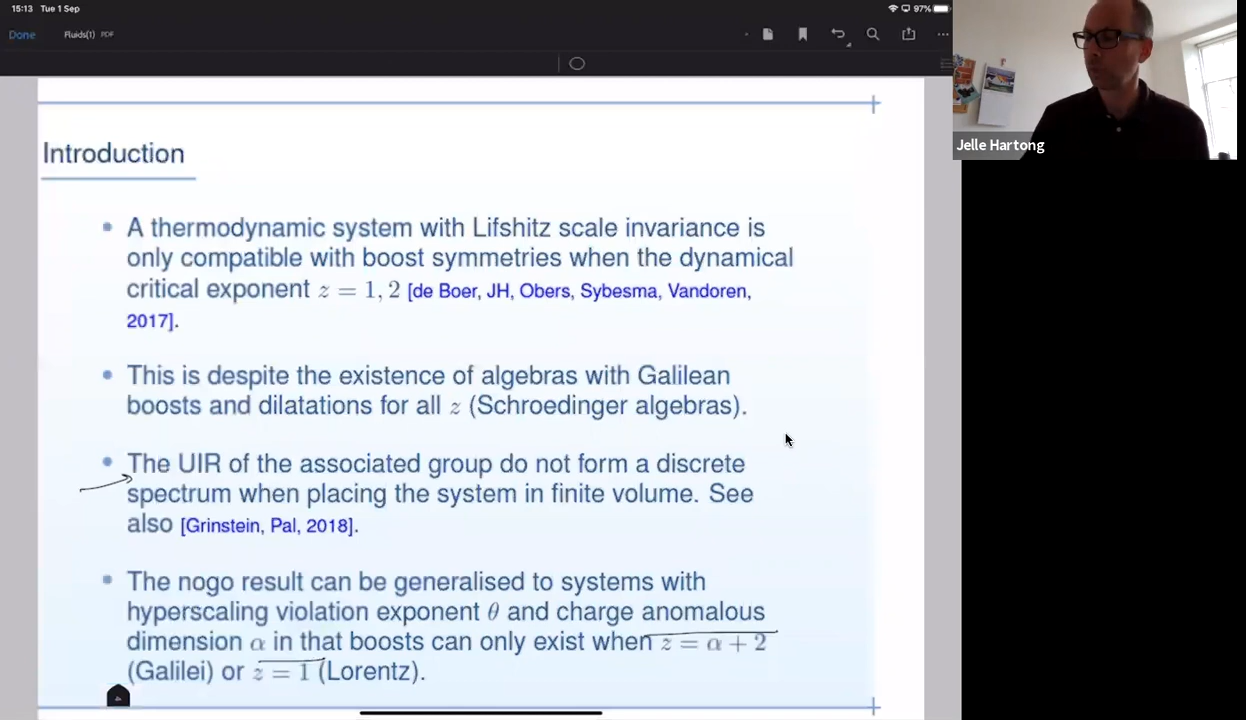 15:13 Tue 1 Sep
97%
Done
Fluids(1) PDF
Jelle Hartong
Introduction
A thermodynamic system with Lifshitz scale invariance is
only compatible with boost symmetries when the dynamical
critical exponent z = 1, 2 [de Boer, JH, Obers, Sybesma, Vandoren,
2017].
This is despite the existence of algebras with Galilean
boosts and dilatations for all z (Schroedinger algebras).
The UIR of the associated group do not form a discrete
spectrum when placing the system in finite volume. See
also [Grinstein, Pal, 2018].
The nogo result can be generalised to systems with
hyperscaling violation exponent θ and charge anomalous
dimension α in that boosts can only exist when z = α + 2
(Galilei) or z = 1 (Lorentz).